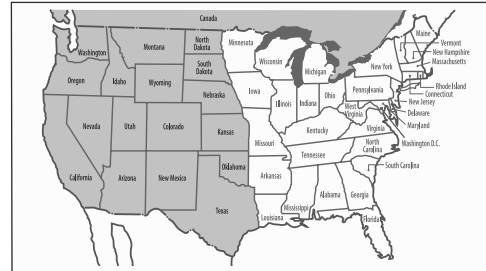 Canada
Washington
Montana
North
Dakota
Minnesota
Maine
Vermont
New Hampshire
Massachusetts
Oregon
Idaho
Wyoming
South
Dakota
Wisconsin
Michigan
New York
Rhode Island
Connecticut
Nebraska
Iowa
Illinois
Indiana
Ohio
Pennsylvania
New Jersey
Delaware
Maryland
Washington D.C.
Nevada
Utah
Colorado
Kansas
Missouri
Kentucky
West
Virginia
Virginia
California
Arizona
New Mexico
Oklahoma
Arkansas
Tennessee
North
Carolina
South Carolina
Texas
Louisiana
Mississippi
Alabama
Georgia
Florida